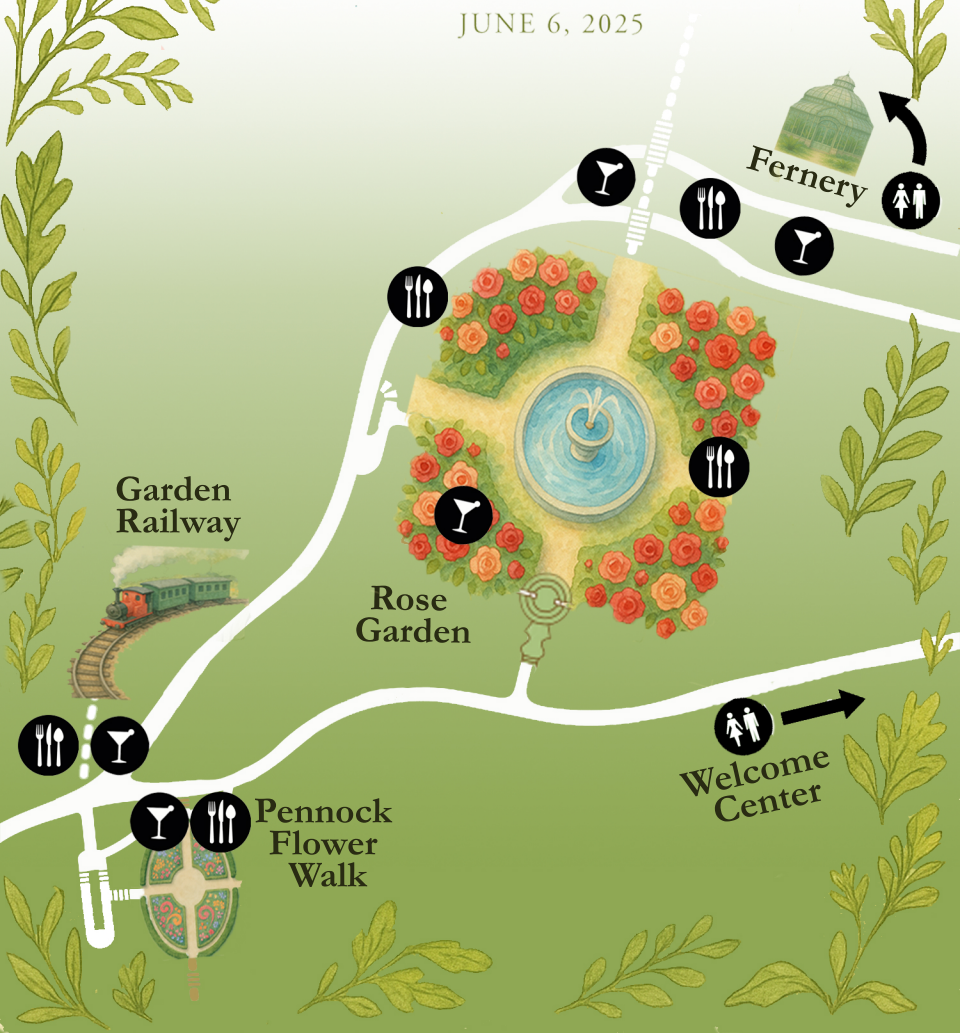 JUNE 6, 2025
Fernery
Garden
Railway
Rose
Garden
Welcome
Center
Pennock
Flower
Walk